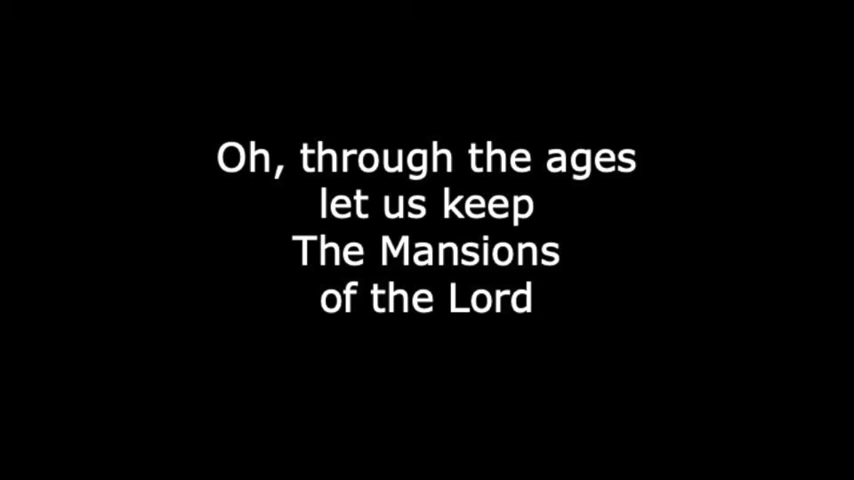 Oh, through the ages
let us keep
The Mansions
of the Lord